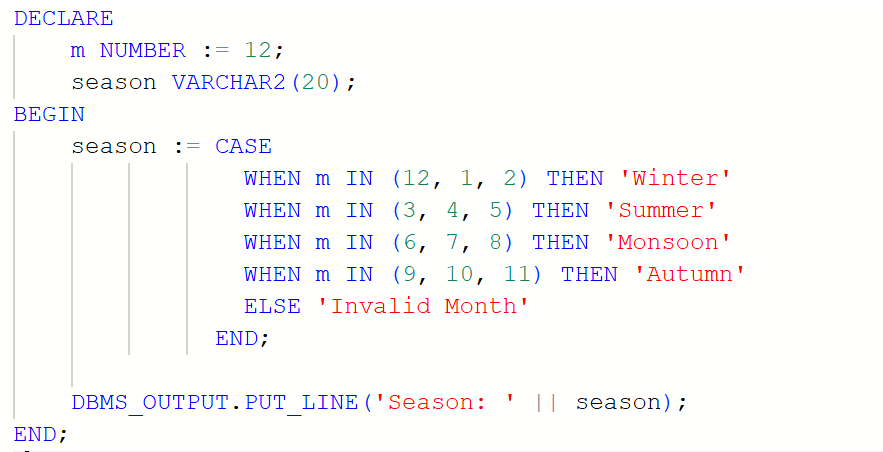 DECLARE
    m NUMBER := 12;
    season VARCHAR2(20);
BEGIN
    season := CASE
                WHEN m IN (12, 1, 2) THEN 'Winter'
                WHEN m IN (3, 4, 5) THEN 'Summer'
                WHEN m IN (6, 7, 8) THEN 'Monsoon'
                WHEN m IN (9, 10, 11) THEN 'Autumn'
                ELSE 'Invalid Month'
              END;
    DBMS_OUTPUT.PUT_LINE('Season: ' || season);
END;